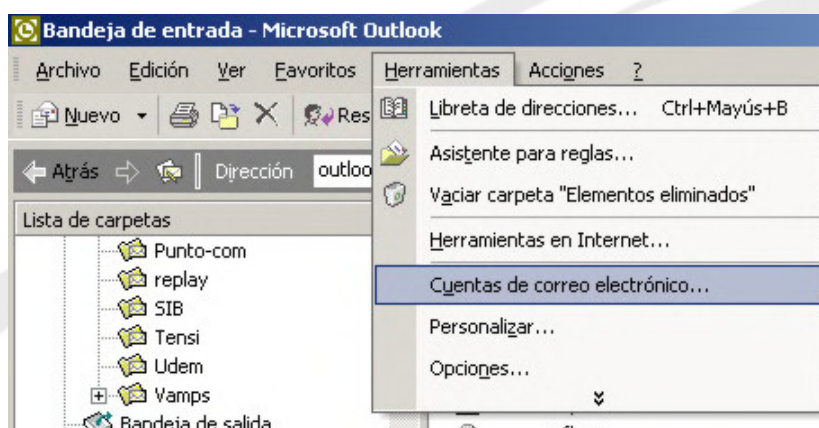 Bandeja de entrada - Microsoft Outlook
Archivo Edición Ver Favoritos Herramientas Acciones ?
Nuevo Res
Atrás Dirección outloo
Libreta de direcciones... Ctrl+Mayús+B
Asistente para reglas...
Vaciar carpeta "Elementos eliminados"
Herramientas en Internet...
Cuentas de correo electrónico...
Personalizar...
Opciones...
Lista de carpetas
Punto-com
replay
SIB
Tensi
Udem
Vamps
Bandeja de salida